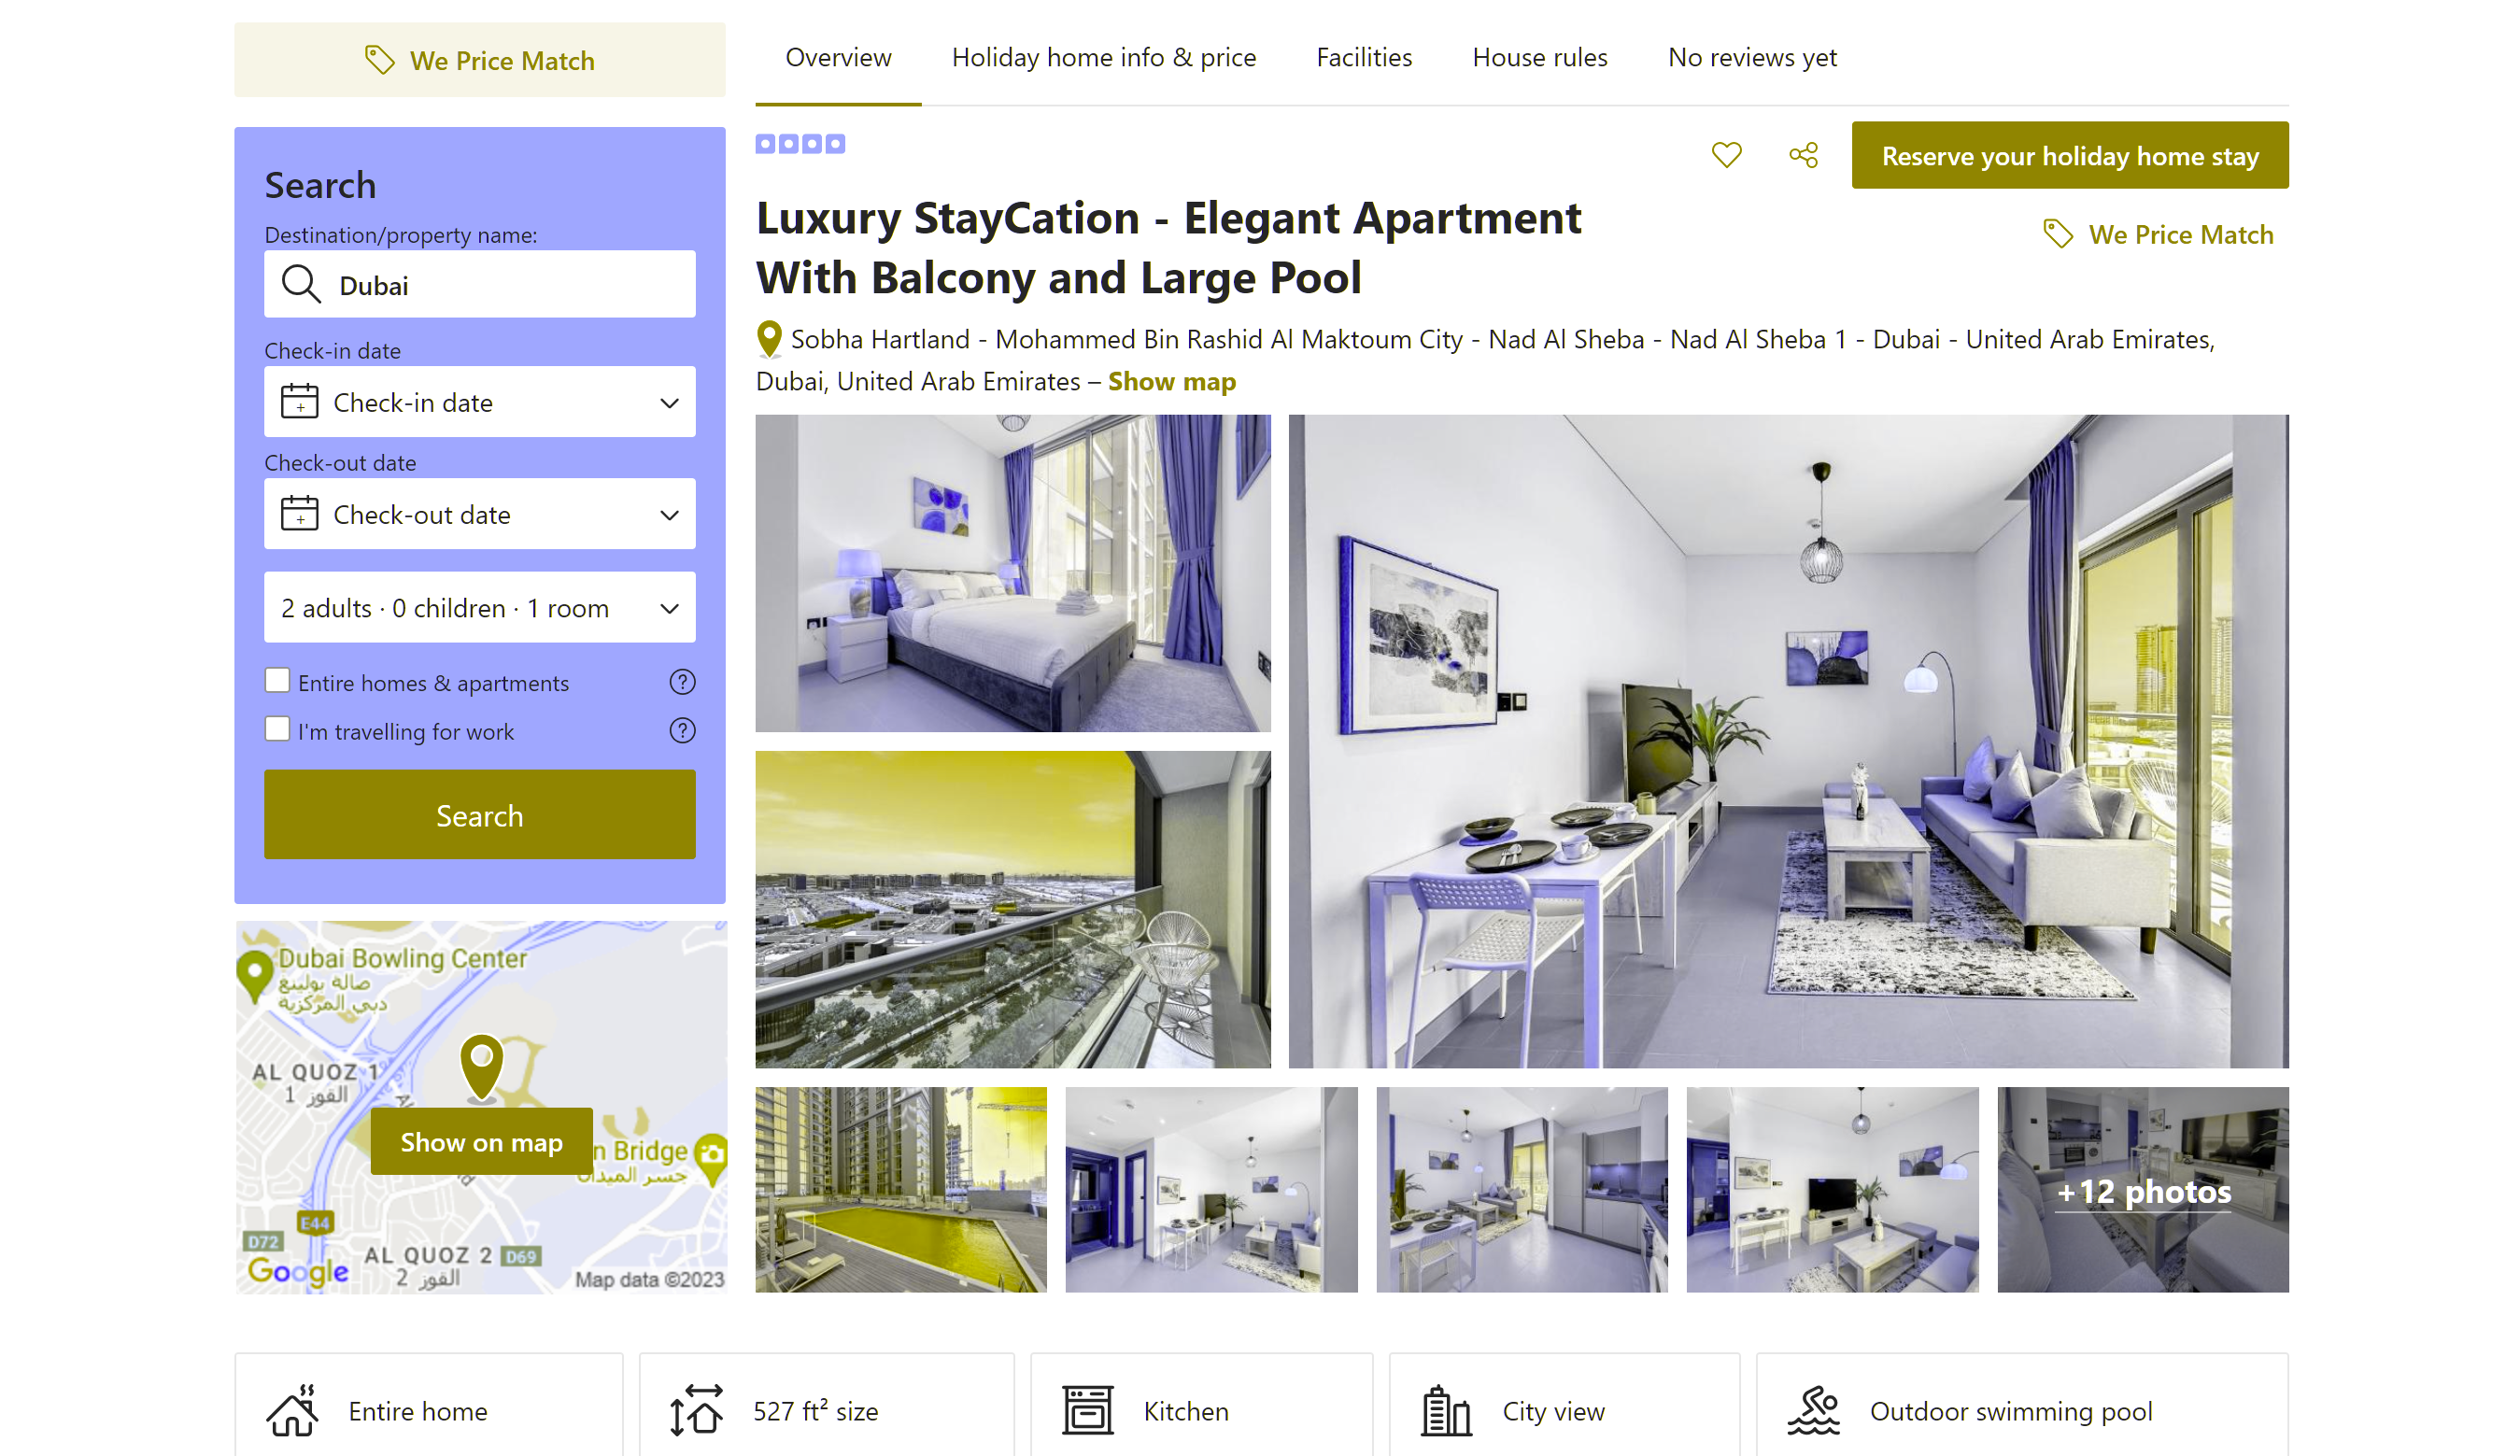 We Price Match
Overview
Holiday home info & price
Facilities
House rules
No reviews yet
Search
Destination/property name:
Dubai
Check-in date
Check-in date
Check-out date
Check-out date
2 adults · 0 children · 1 room
Entire homes & apartments
I'm travelling for work
Search
Reserve your holiday home stay
Luxury StayCation - Elegant Apartment
With Balcony and Large Pool
We Price Match
Sobha Hartland - Mohammed Bin Rashid Al Maktoum City - Nad Al Sheba - Nad Al Sheba 1 - Dubai - United Arab Emirates,
Dubai, United Arab Emirates – Show map
Dubai Bowling Center
صالة بولينغ
دبي المركزية
AL QUOZ 1
القوز 1
Show on map
n Bridge
جسر الميدان
E44
D72
AL QUOZ 2
القوز 2
D69
Google
Map data ©2023
+12 photos
Entire home
527 ft² size
Kitchen
City view
Outdoor swimming pool